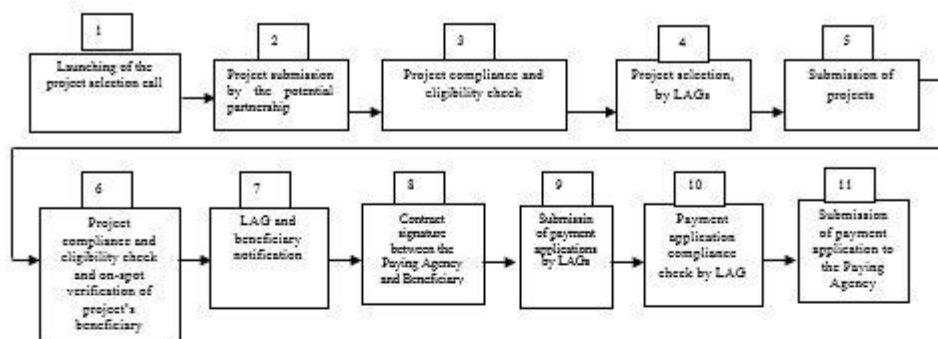 1
Launching of the
project selection call
2
Project submission
by the potential
partnership
3
Project compliance and
eligibility check
4
Project selection,
by LAGs
5
Submission of
projects
6
Project
compliance and
eligibility check
and on-spot
verification of
project's
beneficiary
7
LAG and
beneficiary
notification
8
Contract
signature
between the
Paying Agency
and Beneficiary
9
Submissin
of payment
applications
by LAGs
10
Payment
application
compliance
check by LAG
11
Submission
of payment
application to
the Paying
Agency